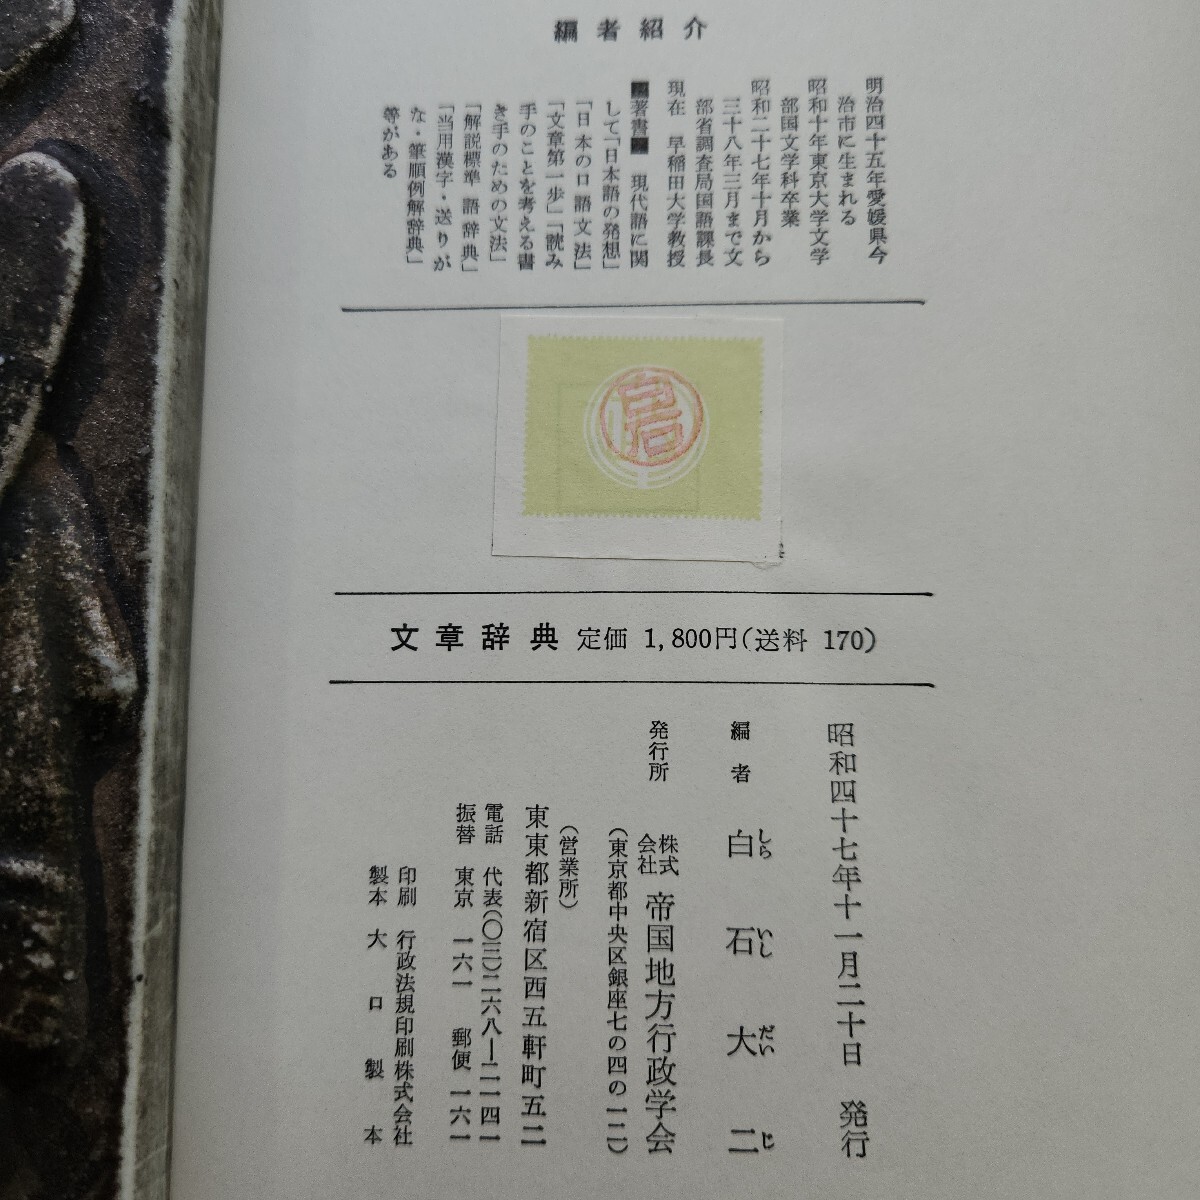 編者紹介
明治四十五年愛媛県今
治市に生まれる
昭和十年東京大学文学
部国文学科卒業
昭和二十七年十月から
三十八年三月まで文
部省調査局国語課長
現在 早稲田大学教授
著書 現代語に関
して「日本語の発想」
「日本の口語文法」
「文章第一歩」「読み
手のことを考える書
き手のための文法」
「解説標準 語辞典」
「当用漢字・送りが
な・筆順例解辞典」
等がある
白石
文章辞典 定価 1,800円(送料 170)
昭和四十七年十一月二十日 発行
編者 白石大二
しら いし だい じ
発行所 株式会社 帝国地方行政学会
(東京都中央区銀座七の四の一二)
(営業所)
東東都新宿区西五軒町五二
電話 代表(〇三)二六八―二一四一
振替 東京 一六一 郵便 一六一
印刷 行政法規印刷株式会社
製本 大口製本